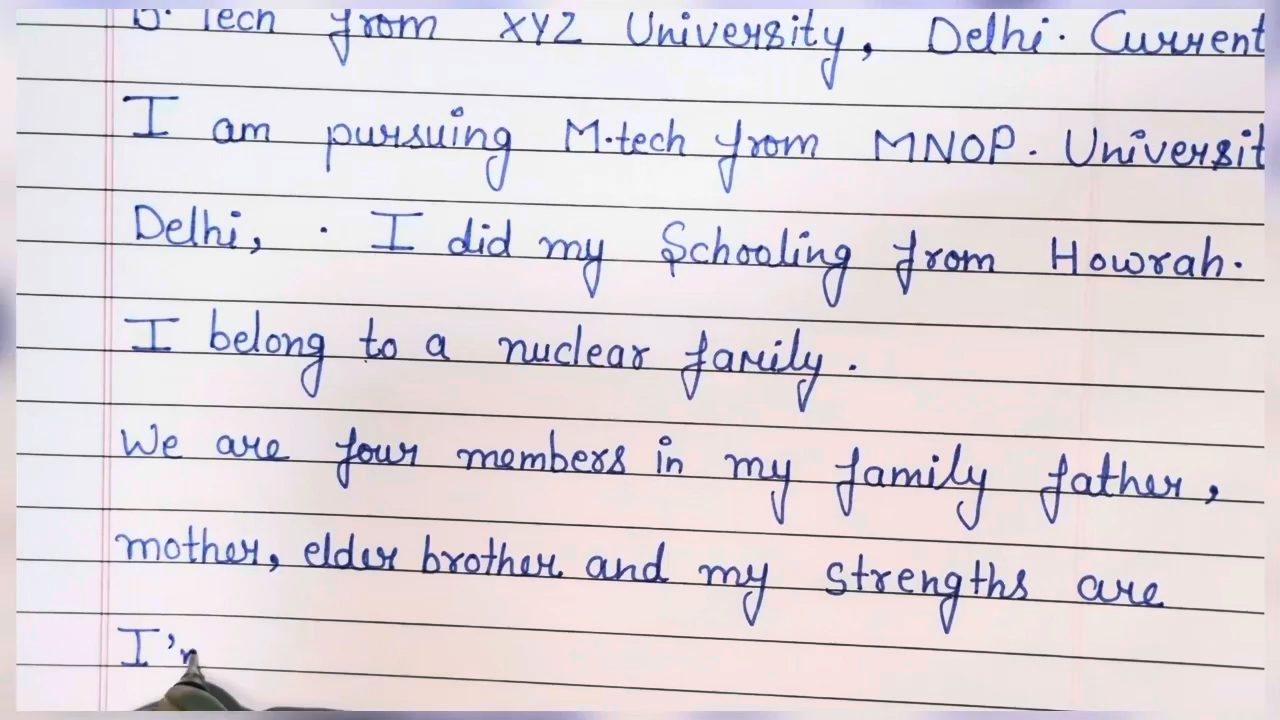 B. Tech from XYZ University, Delhi. Current
I am pursuing M.tech from MNOP. Universit
Delhi, . I did my Schooling from Howrah.
I belong to a nuclear family.
We are four members in my family father,
mother, elder brother and my strengths are
I'm